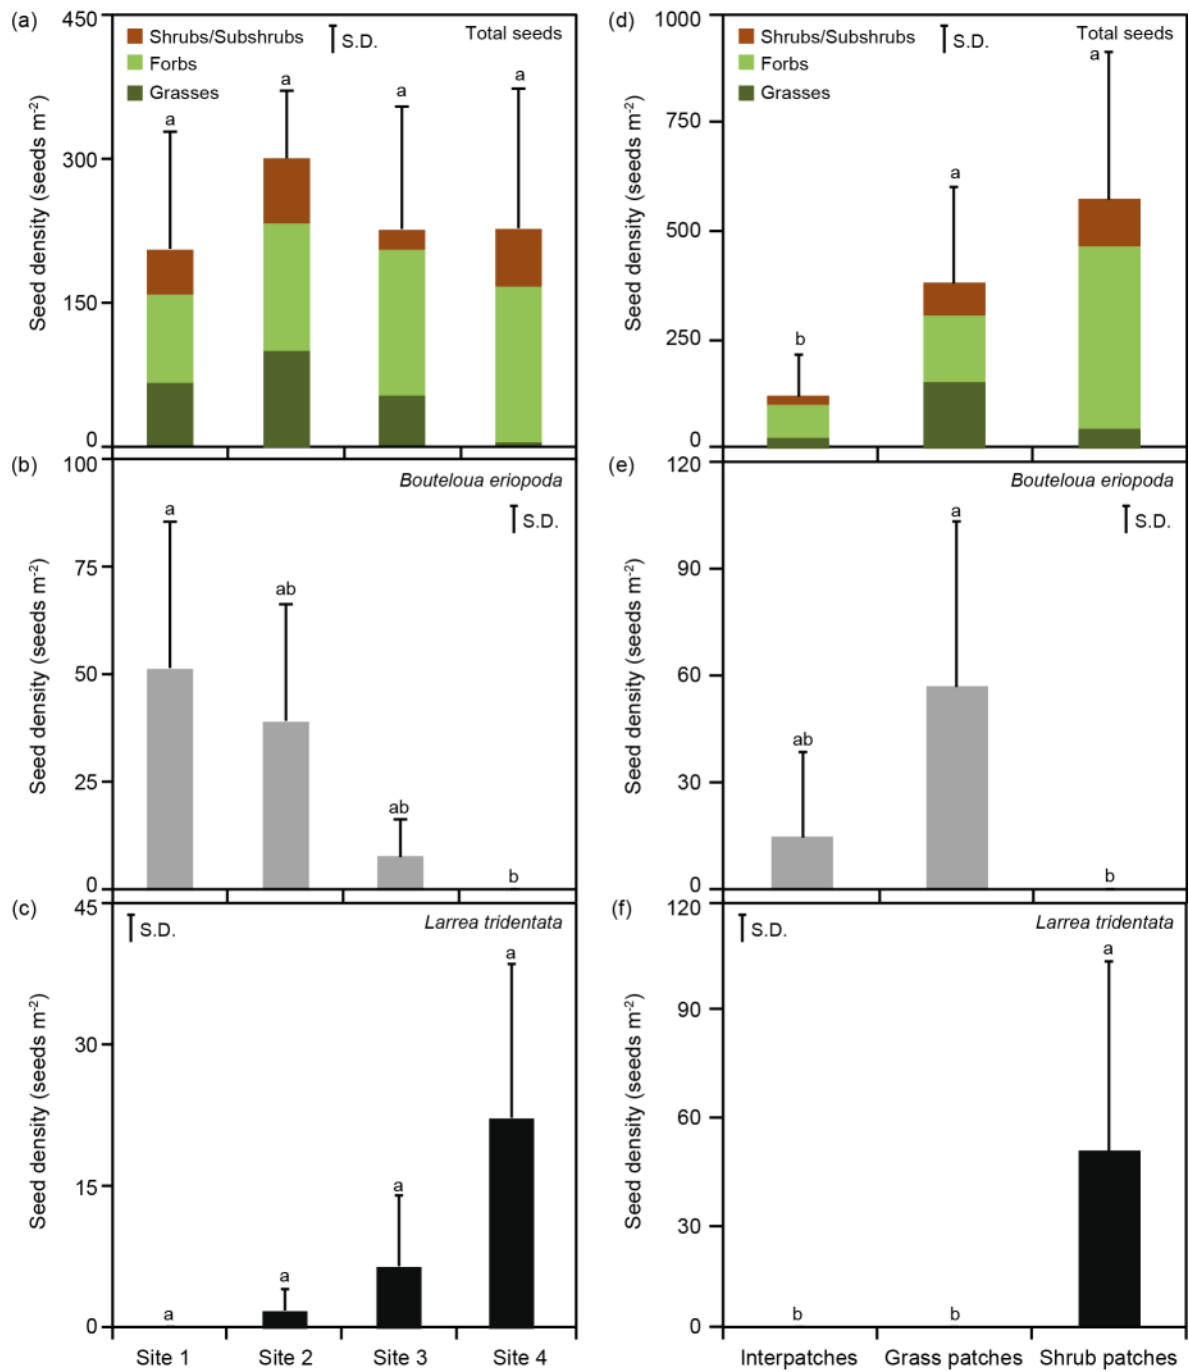 (a)
450
300
150
0
Seed density (seeds m-2)
Shrubs/Subshrubs
Forbs
Grasses
S.D.
Total seeds
a
a
a
a
(d)
1000
750
500
250
0
Seed density (seeds m-2)
Shrubs/Subshrubs
Forbs
Grasses
S.D.
Total seeds
b
a
a
(b)
100
75
50
25
0
Seed density (seeds m-2)
Bouteloua eriopoda
S.D.
a
ab
ab
b
(e)
120
90
60
30
0
Seed density (seeds m-2)
Bouteloua eriopoda
S.D.
ab
a
b
(c)
45
30
15
0
Seed density (seeds m-2)
S.D.
Larrea tridentata
a
a
a
a
Site 1 Site 2 Site 3 Site 4
(f)
120
90
60
30
0
Seed density (seeds m-2)
S.D.
Larrea tridentata
b
b
a
Interpatches Grass patches Shrub patches